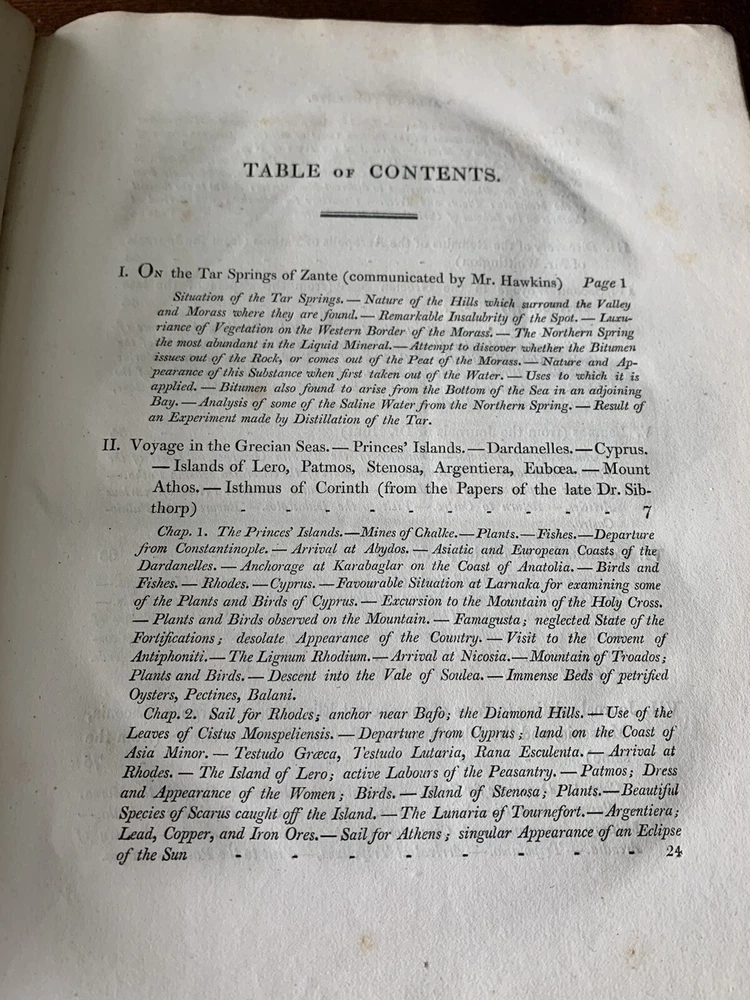 TABLE OF CONTENTS.
I. ON the Tar Springs of Zante (communicated by Mr. Hawkins) Page 1
Situation of the Tar Springs. — Nature of the Hills which surround the Valley
and Morass where they are found. — Remarkable Insalubrity of the Spot. — Luxu-
riance of Vegetation on the Western Border of the Morass. — The Northern Spring
the most abundant in the Liquid Mineral. — Attempt to discover whether the Bitumen
issues out of the Rock, or comes out of the Peat of the Morass. — Nature and Ap-
pearance of this Substance when first taken out of the Water. — Uses to which it is
applied. — Bitumen also found to arise from the Bottom of the Sea in an adjoining
Bay. — Analysis of some of the Saline Water from the Northern Spring. — Result of
an Experiment made by Distillation of the Tar.
II. Voyage in the Grecian Seas. — Princes' Islands. — Dardanelles. — Cyprus.
— Islands of Lero, Patmos, Stenosa, Argentiera, Eubœa. — Mount
Athos. — Isthmus of Corinth (from the Papers of the late Dr. Sib-
thorp) - - - - - - - - - 7
Chap. 1. The Princes' Islands. — Mines of Chalke. — Plants. — Fishes. — Departure
from Constantinople. — Arrival at Abydos. — Asiatic and European Coasts of the
Dardanelles. — Anchorage at Karabaglar on the Coast of Anatolia. — Birds and
Fishes. — Rhodes. — Cyprus. — Favourable Situation at Larnaka for examining some
of the Plants and Birds of Cyprus. — Excursion to the Mountain of the Holy Cross.
— Plants and Birds observed on the Mountain. — Famagusta; neglected State of the
Fortifications; desolate Appearance of the Country. — Visit to the Convent of
Antiphoniti. — The Lignum Rhodium. — Arrival at Nicosia. — Mountain of Troados;
Plants and Birds. — Descent into the Vale of Soulea. — Immense Beds of petrified
Oysters, Pectines, Balani.
Chap. 2. Sail for Rhodes; anchor near Bafo; the Diamond Hills. — Use of the
Leaves of Cistus Monspeliensis. — Departure from Cyprus; land on the Coast of
Asia Minor. — Testudo Græca, Testudo Lutaria, Rana Esculenta. — Arrival at
Rhodes. — The Island of Lero; active Labours of the Peasantry. — Patmos; Dress
and Appearance of the Women; Birds. — Island of Stenosa; Plants. — Beautiful
Species of Scarus caught off the Island. — The Lunaria of Tournefort. — Argentiera;
Lead, Copper, and Iron Ores. — Sail for Athens; singular Appearance of an Eclipse
of the Sun - - - - - - - - 24